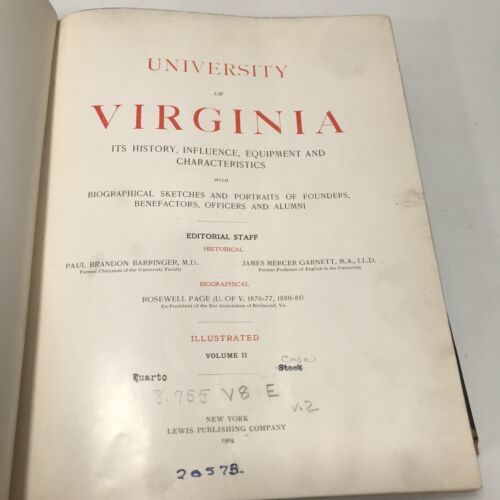 UNIVERSITY
OF
VIRGINIA
ITS HISTORY, INFLUENCE, EQUIPMENT AND
CHARACTERISTICS
WITH
BIOGRAPHICAL SKETCHES AND PORTRAITS OF FOUNDERS,
BENEFACTORS, OFFICERS AND ALUMNI
EDITORIAL STAFF
HISTORICAL
PAUL BRANDON BARRINGER, M.D. JAMES MERCER GARNETT, M.A., LL.D.
Former Chairman of the University Faculty Former Professor of English in the University
BIOGRAPHICAL
ROSEWELL PAGE (U. OF V. 1876-77, 1880-81)
Ex-President of the Bar Association of Richmond, Va.
ILLUSTRATED
VOLUME II
Case
Quarto Stack
.755 V8 E
v.2
NEW YORK
LEWIS PUBLISHING COMPANY
1904
20573